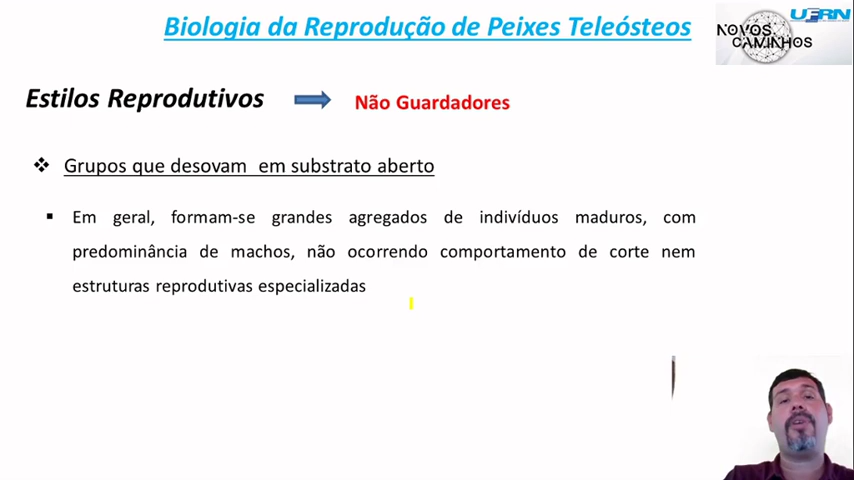 Biologia da Reprodução de Peixes Teleósteos
UFRN
NOVOS
CAMINHOS
Estilos Reprodutivos
Não Guardadores
Grupos que desovam em substrato aberto
Em geral, formam-se grandes agregados de indivíduos maduros, com
predominância de machos, não ocorrendo comportamento de corte nem
estruturas reprodutivas especializadas